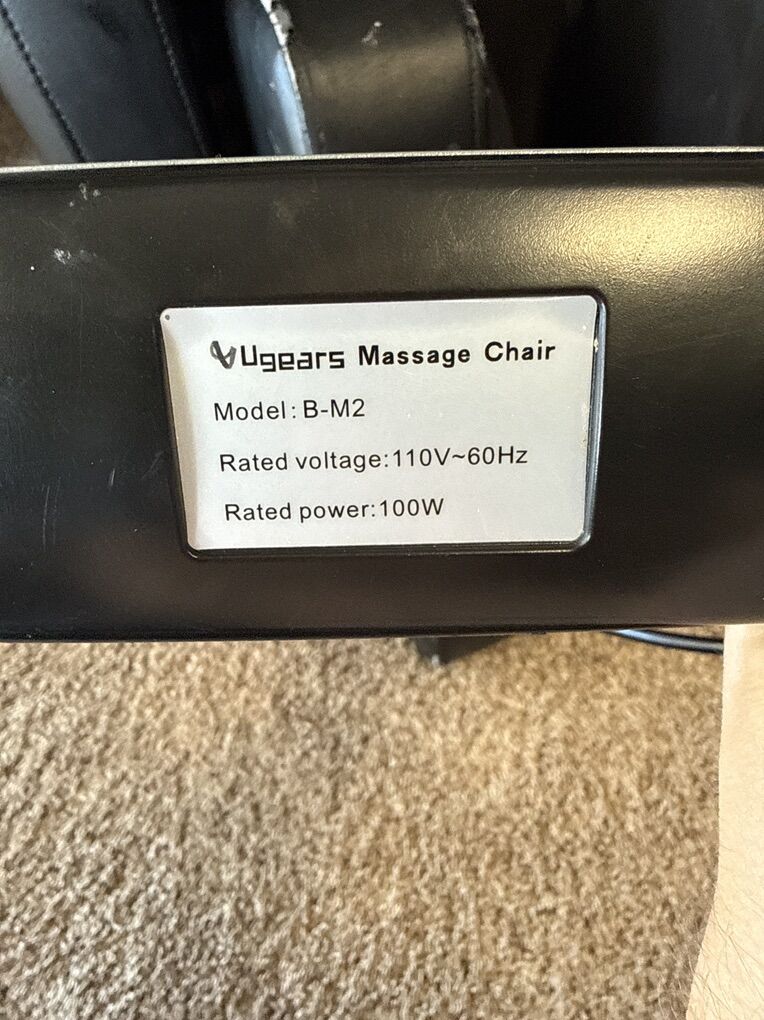 Ugears Massage Chair
Model: B-M2
Rated voltage:110V~60Hz
Rated power:100W